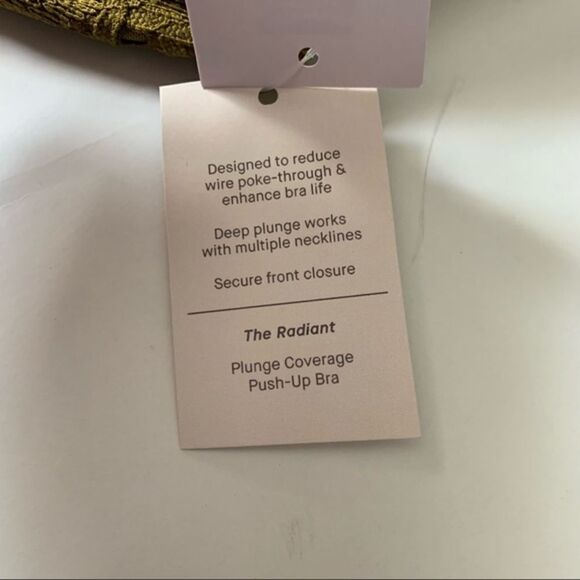 Designed to reduce
wire poke-through &
enhance bra life
Deep plunge works
with multiple necklines
Secure front closure
The Radiant
Plunge Coverage
Push-Up Bra